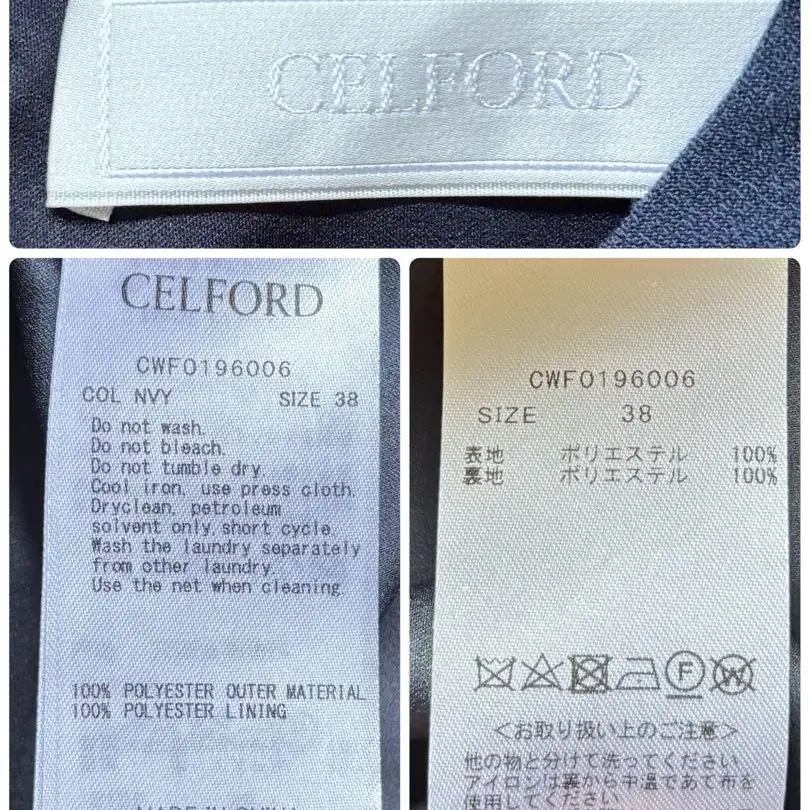 CELFORD
CELFORD
CWF0196006
COL NVY SIZE 38
Do not wash.
Do not bleach.
Do not tumble dry.
Cool iron, use press cloth.
Dryclean, petroleum
solvent only,short cycle.
Wash the laundry separately
from other laundry.
Use the net when cleaning.
100% POLYESTER OUTER MATERIAL
100% POLYESTER LINING
CWF0196006
SIZE 38
表地 ポリエステル 100%
裏地 ポリエステル 100%
F W
<お取り扱い上のご注意>
他の物と分けて洗ってください
アイロンは裏から中温であて布を
使用してください